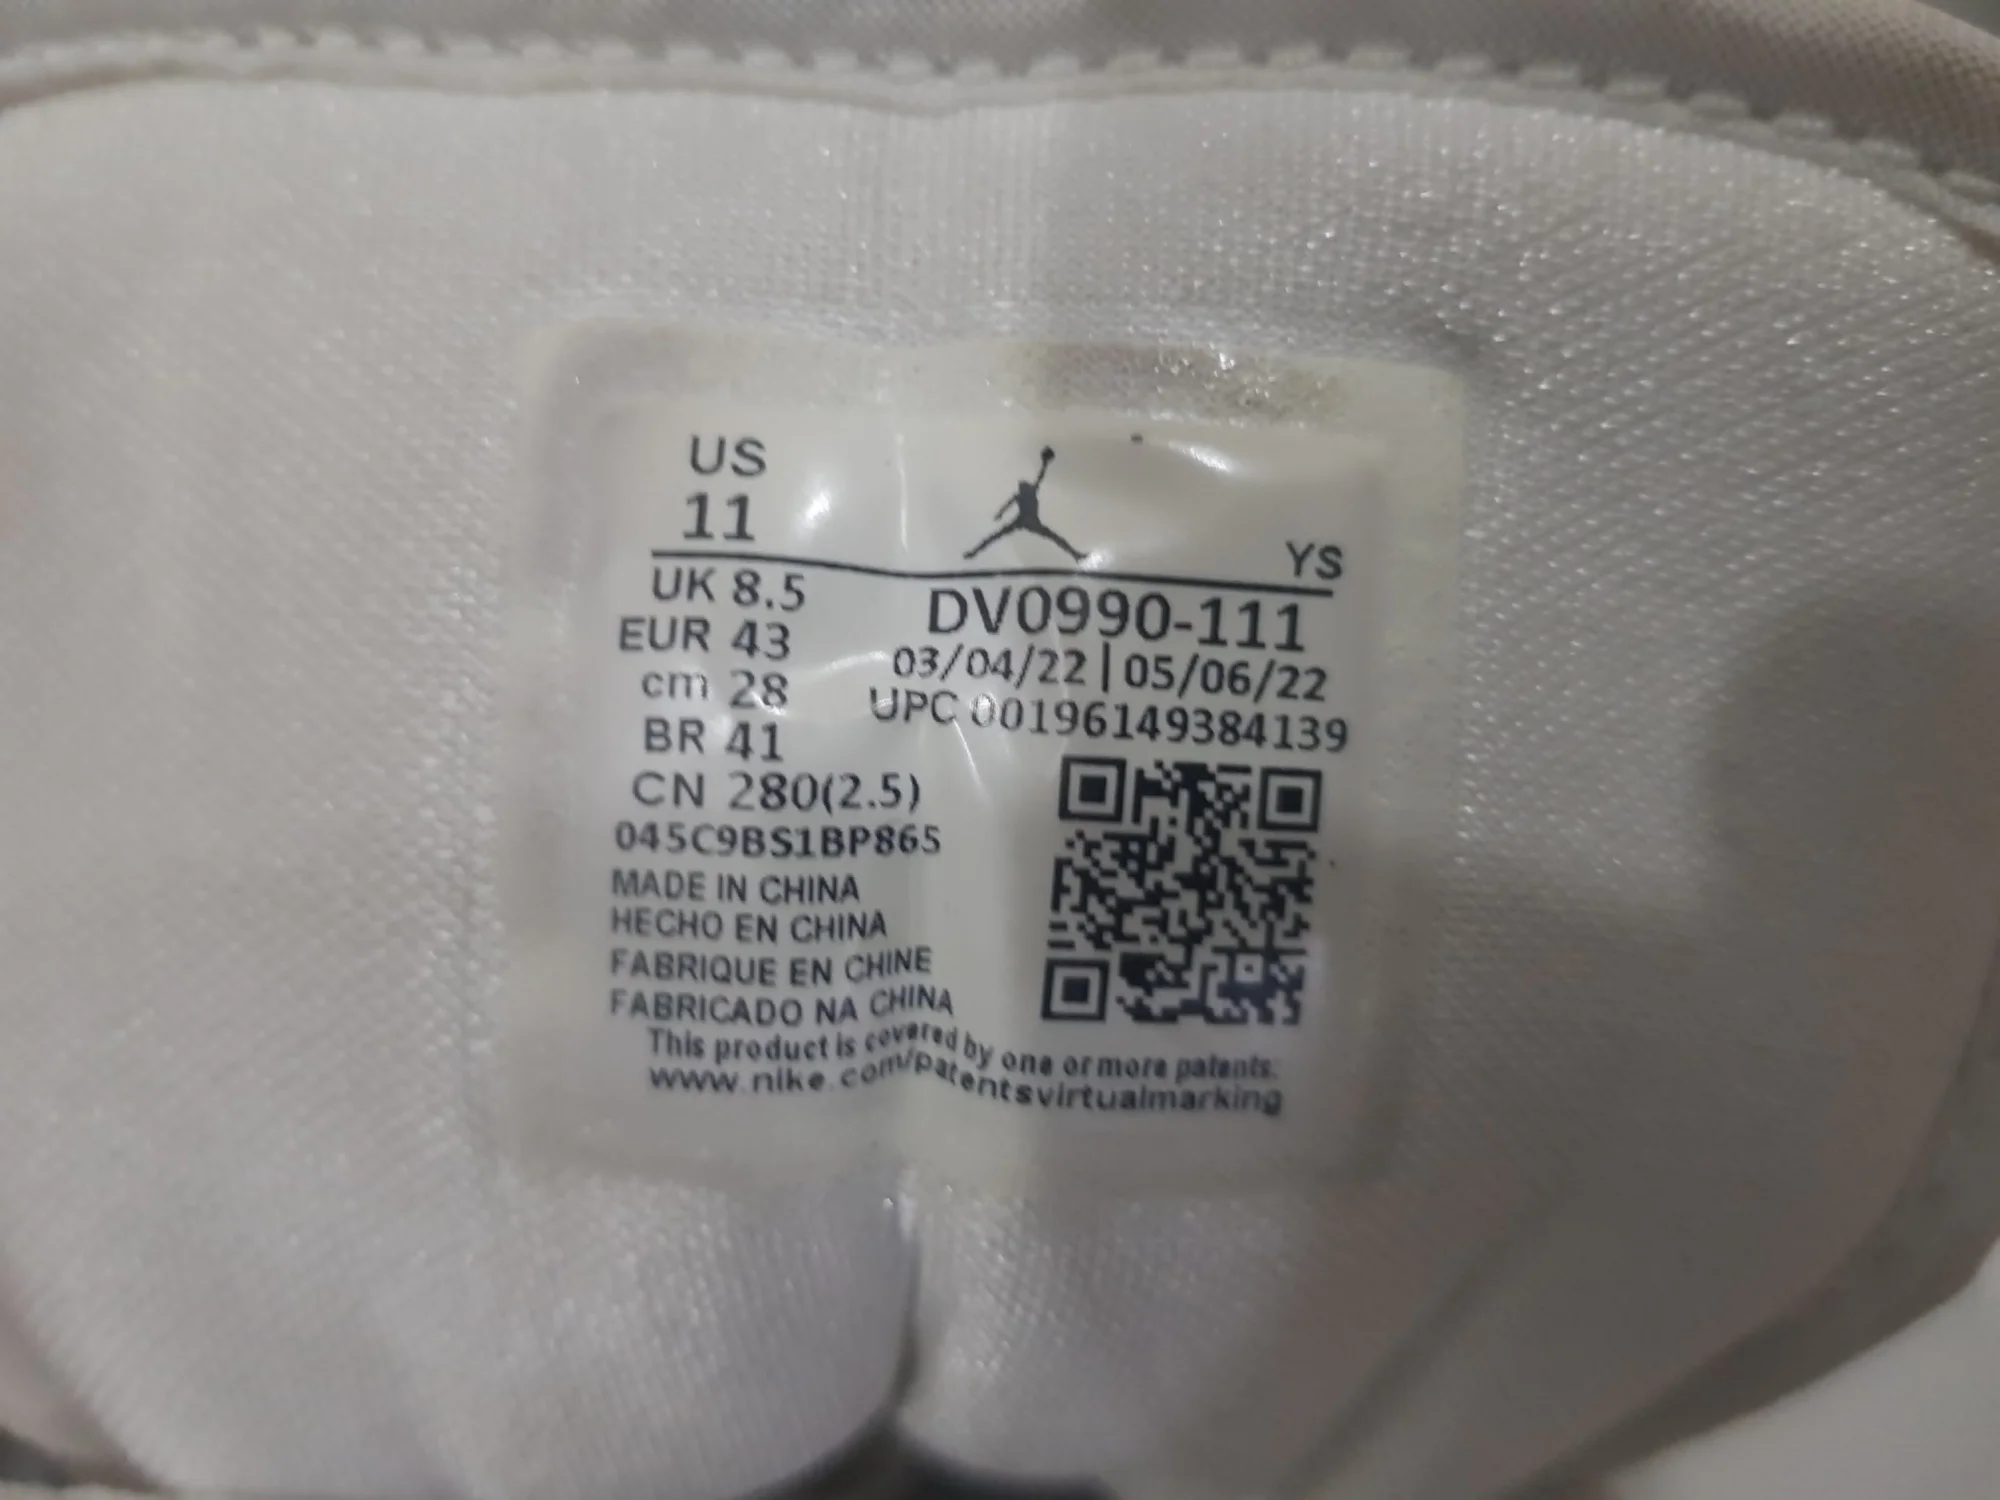 US
11
YS
UK 8.5
EUR 43
cm 28
BR 41
CN 280(2.5)
DV0990-111
03/04/22 | 05/06/22
UPC 00196149384139
045C9BS1BP865
MADE IN CHINA
HECHO EN CHINA
FABRIQUE EN CHINE
FABRICADO NA CHINA
This product is covered by one or more patents:
www.nike.com/patentsvirtualmarking